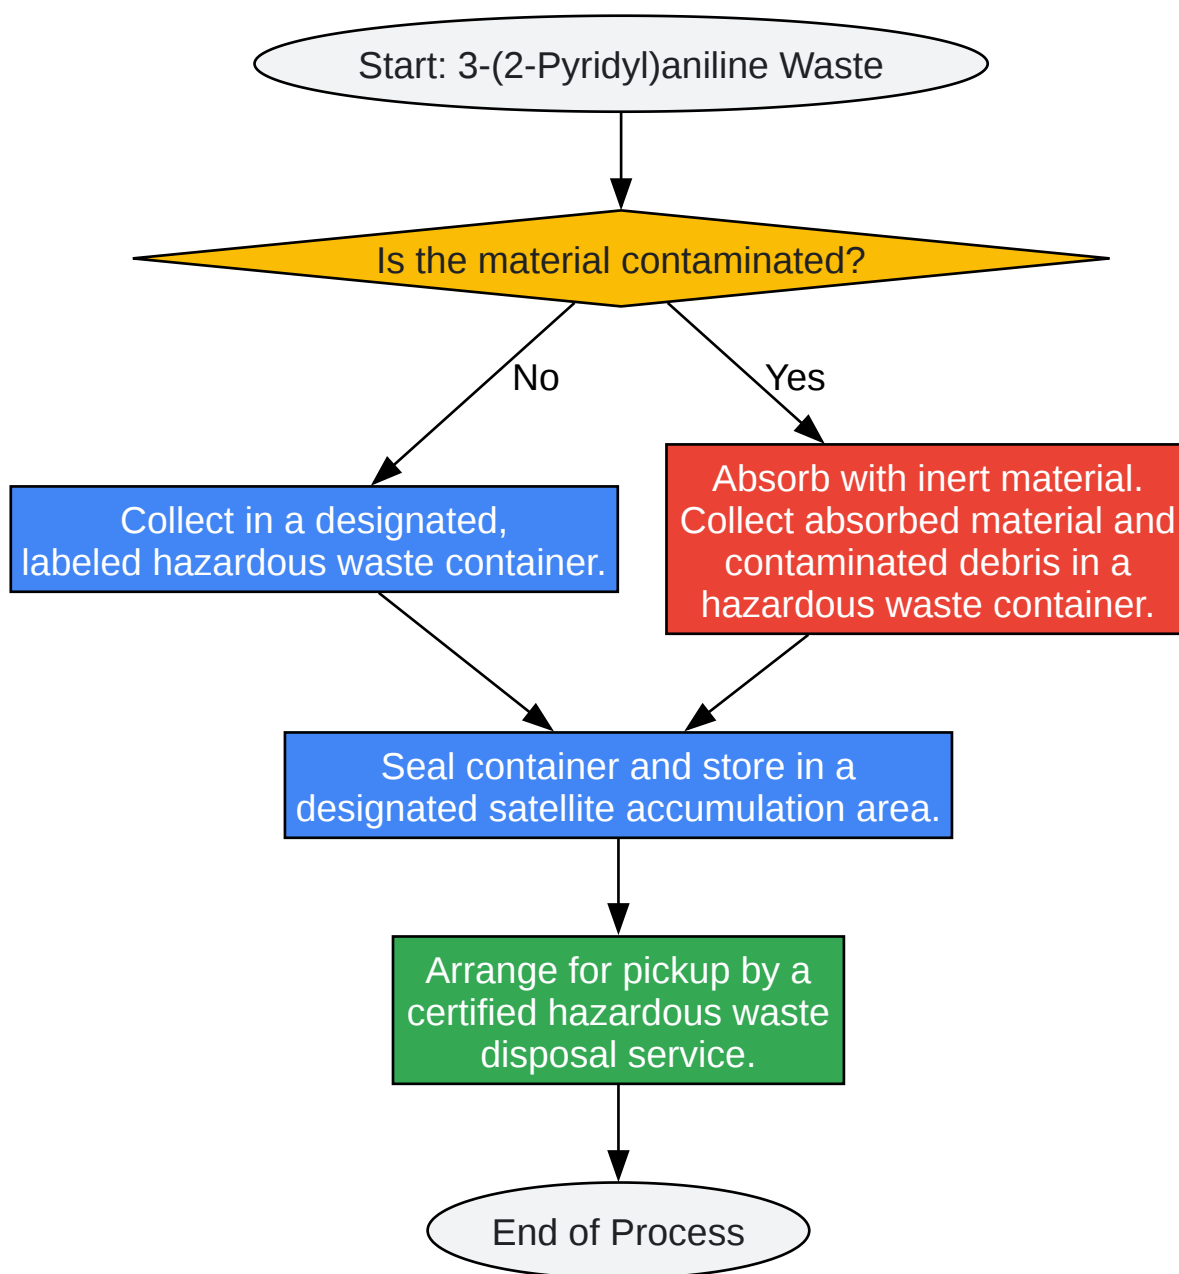 Start: 3-(2-Pyridyl)aniline Waste
Is the material contaminated?
No
Yes
Collect in a designated,
labeled hazardous waste container.
Absorb with inert material.
Collect absorbed material and
contaminated debris in a
hazardous waste container.
Seal container and store in a
designated satellite accumulation area.
Arrange for pickup by a
certified hazardous waste
disposal service.
End of Process